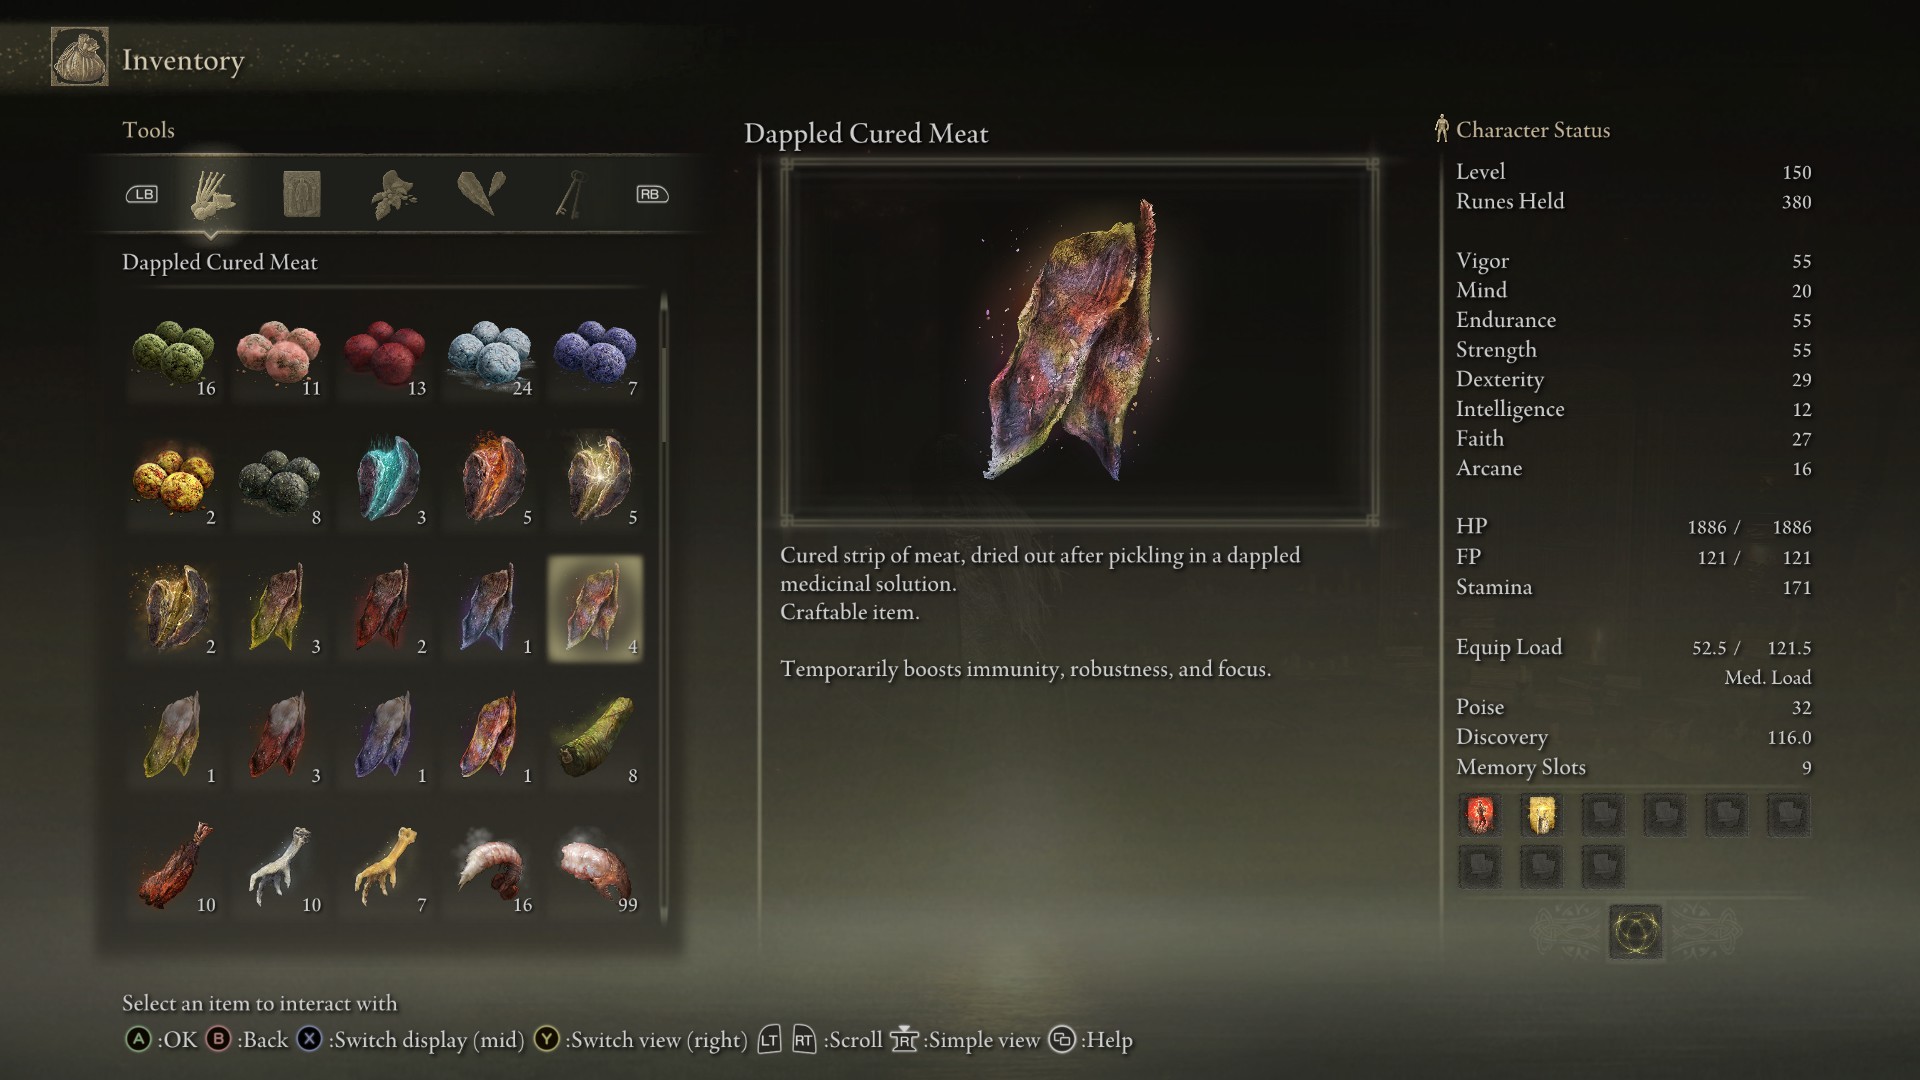 Inventory
Tools
LB
RB
Dappled Cured Meat
16 11 13 24 7
2 8 3 5 5
2 3 2 1 4
1 3 1 1 8
10 10 7 16 99
Dappled Cured Meat
Cured strip of meat, dried out after pickling in a dappled
medicinal solution.
Craftable item.
Temporarily boosts immunity, robustness, and focus.
Character Status
Level 150
Runes Held 380
Vigor 55
Mind 20
Endurance 55
Strength 55
Dexterity 29
Intelligence 12
Faith 27
Arcane 16
HP 1886 / 1886
FP 121 / 121
Stamina 171
Equip Load 52.5 / 121.5
Med. Load
Poise 32
Discovery 116.0
Memory Slots 9
Select an item to interact with
A :OK B :Back X :Switch display (mid) Y :Switch view (right) LT RT :Scroll R :Simple view :Help